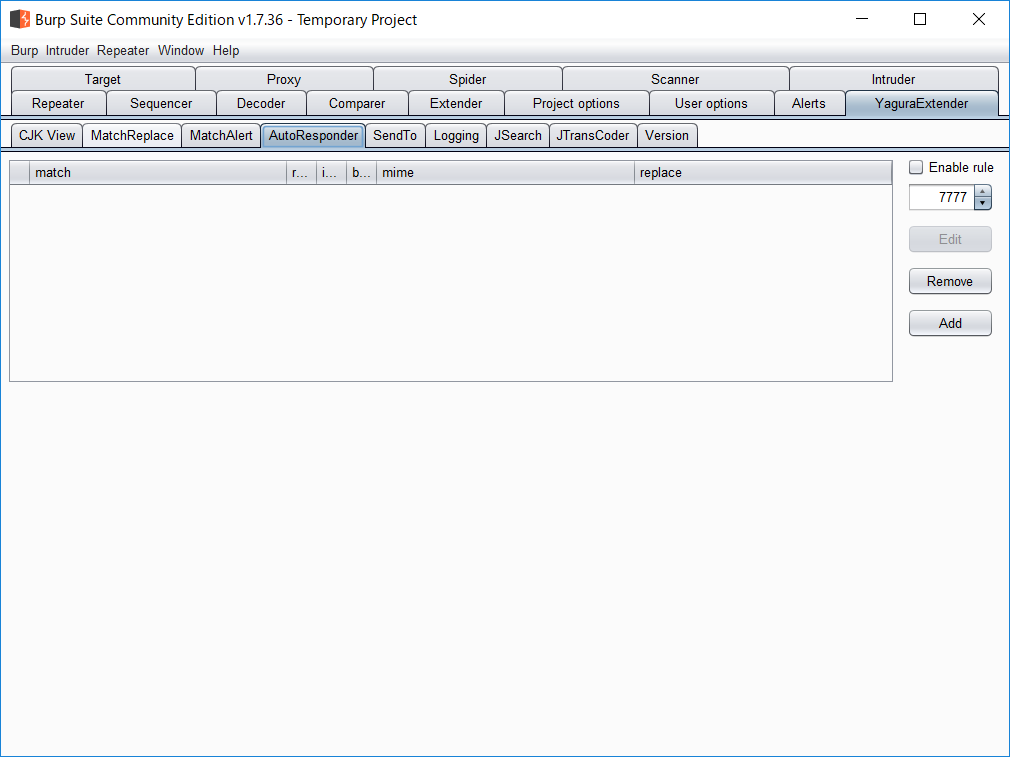 Burp Suite Community Edition v1.7.36 - Temporary Project
Burp Intruder Repeater Window Help
Target Proxy Spider Scanner Intruder
Repeater Sequencer Decoder Comparer Extender Project options User options Alerts YaguraExtender
CJK View MatchReplace MatchAlert AutoResponder SendTo Logging JSearch JTransCoder Version
match r... i... b... mime replace
Enable rule
7777
Edit
Remove
Add